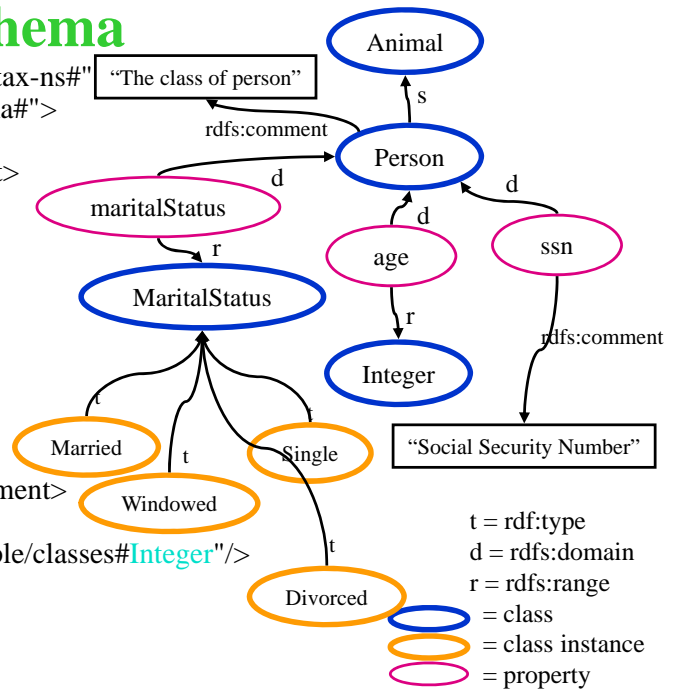 hema
Animal
tax-ns#"
"The class of person"
a#">
s
rdfs:comment
Person
t>
d
d
maritalStatus
d
ssn
age
r
MaritalStatus
r
rdfs:comment
Integer
t
t
Married
Single
"Social Security Number"
t
ment>
Windowed
t = rdf:type
t
d = rdfs:domain
ple/classes#Integer"/>
r = rdfs:range
Divorced
= class
= class instance
= property